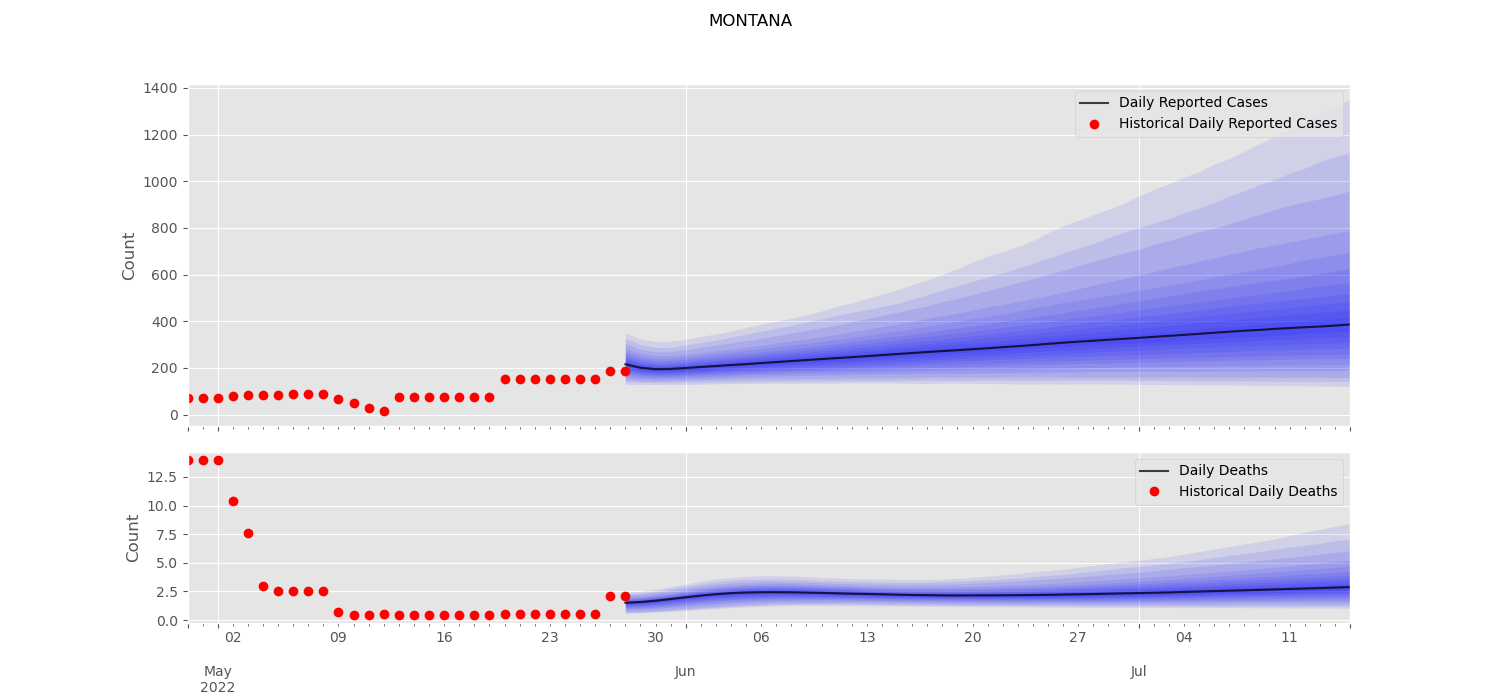 MONTANA
1400
1200
1000
800
600
400
200
0
Count
Daily Reported Cases
Historical Daily Reported Cases
12.5
10.0
7.5
5.0
2.5
0.0
Count
Daily Deaths
Historical Daily Deaths
02 09 16 23 30 06 13 20 27 04 11
May Jun Jul
2022